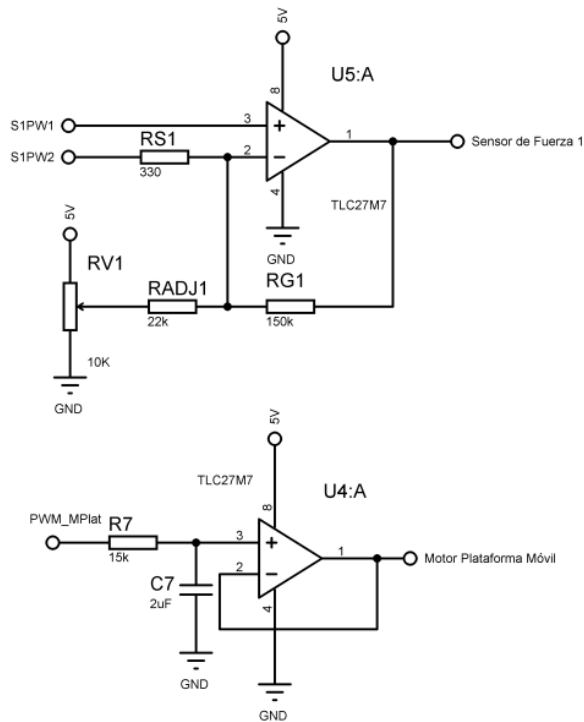 5V
U5:A
8
S1PW1
3
+
1
Sensor de Fuerza 1
S1PW2
RS1
330
2
−
4
TLC27M7
GND
5V
RV1
RADJ1
22k
RG1
150k
10K
GND
5V
TLC27M7
U4:A
8
PWM_MPlat
R7
15k
3
+
1
Motor Plataforma Móvil
2
−
C7
2uF
4
GND
GND